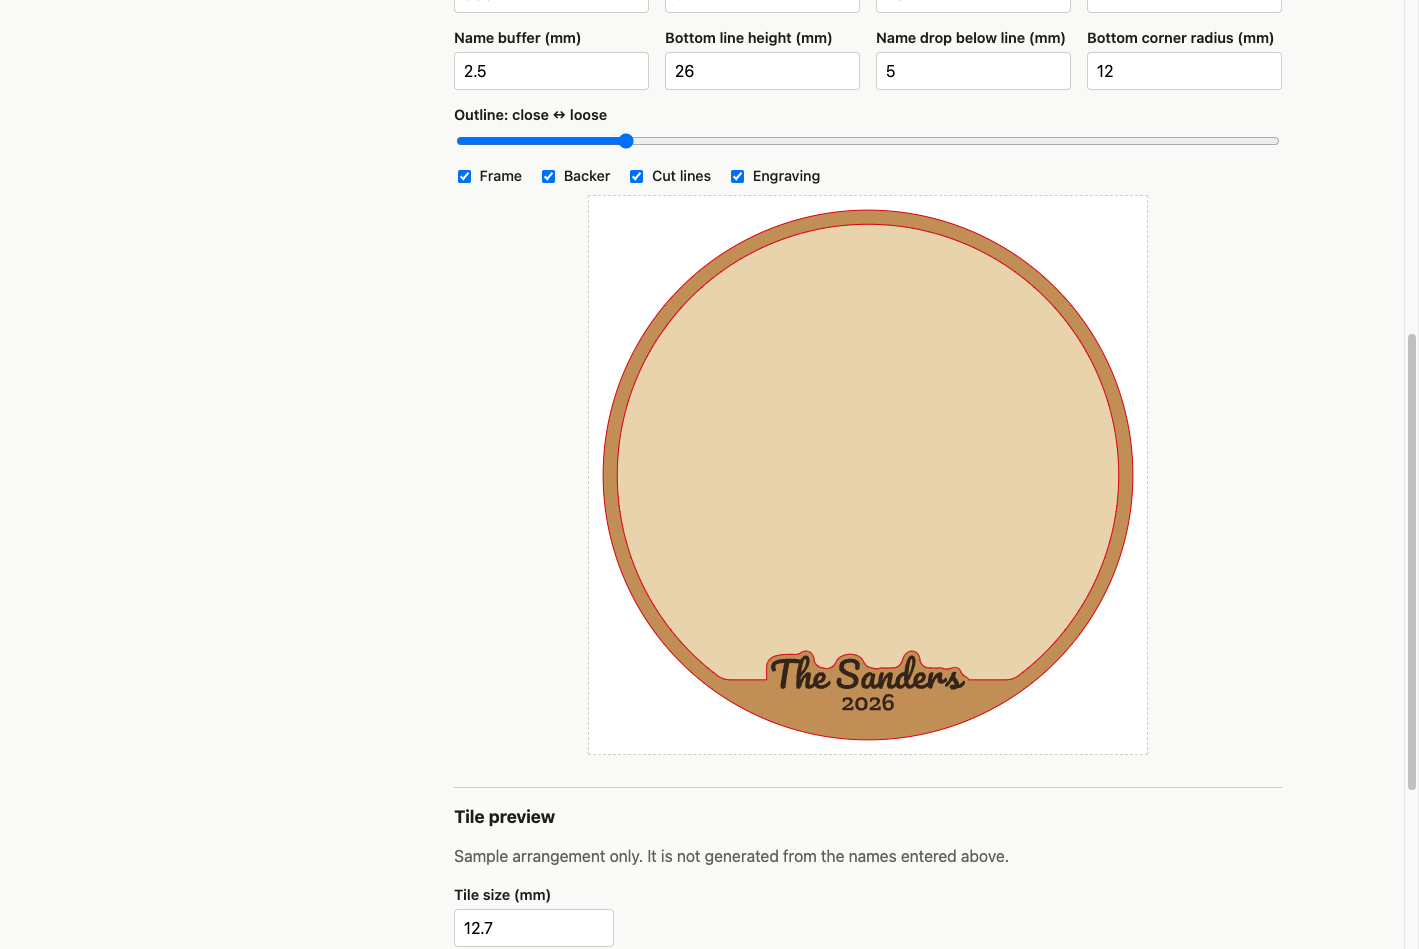 Name buffer (mm)
Bottom line height (mm)
Name drop below line (mm)
Bottom corner radius (mm)
2.5
26
5
12
Outline: close ↔ loose
Frame
Backer
Cut lines
Engraving
The Sanders
2026
Tile preview
Sample arrangement only. It is not generated from the names entered above.
Tile size (mm)
12.7